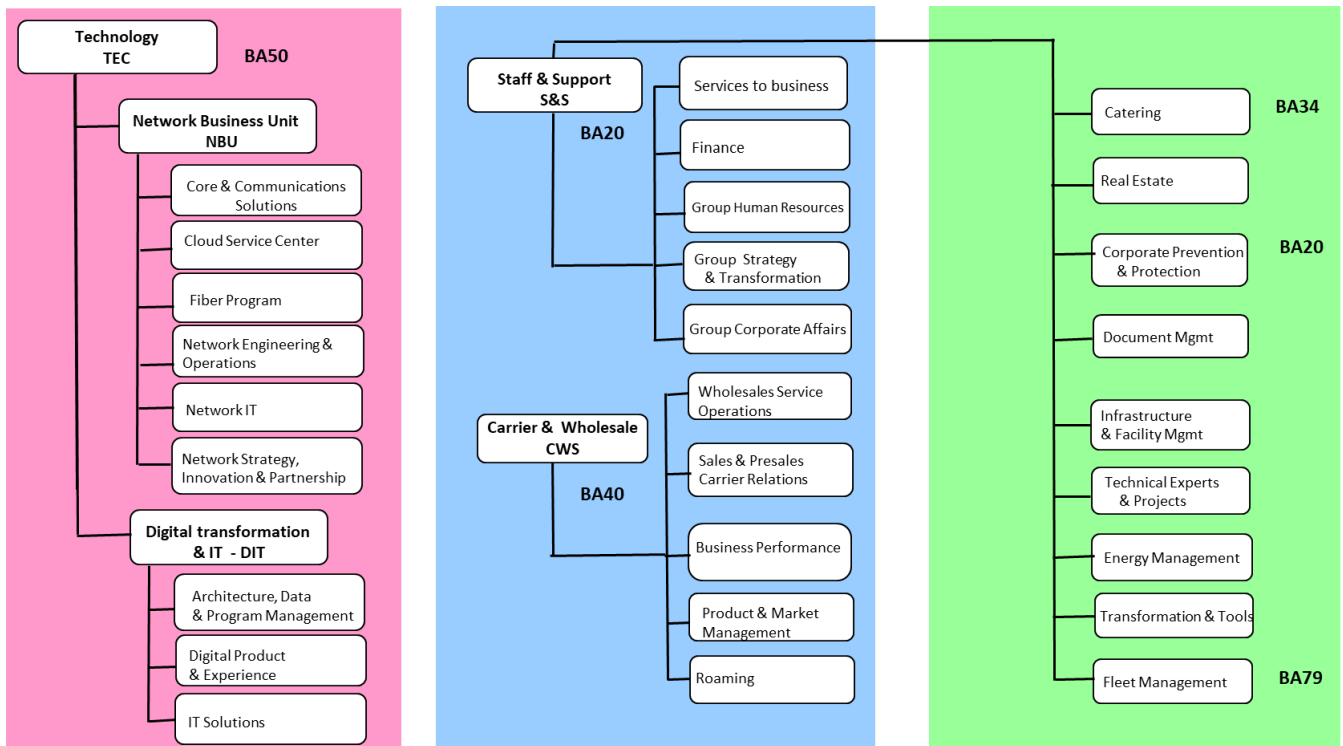 Technology
TEC
BA50
Network Business Unit
NBU
Core & Communications
Solutions
Cloud Service Center
Fiber Program
Network Engineering &
Operations
Network IT
Network Strategy,
Innovation & Partnership
Digital transformation
& IT - DIT
Architecture, Data
& Program Management
Digital Product
& Experience
IT Solutions
Staff & Support
S&S
BA20
Services to business
Finance
Group Human Resources
Group Strategy
& Transformation
Group Corporate Affairs
Carrier & Wholesale
CWS
BA40
Wholesales Service
Operations
Sales & Presales
Carrier Relations
Business Performance
Product & Market
Management
Roaming
Catering
BA34
Real Estate
Corporate Prevention
& Protection
BA20
Document Mgmt
Infrastructure
& Facility Mgmt
Technical Experts
& Projects
Energy Management
Transformation & Tools
Fleet Management
BA79